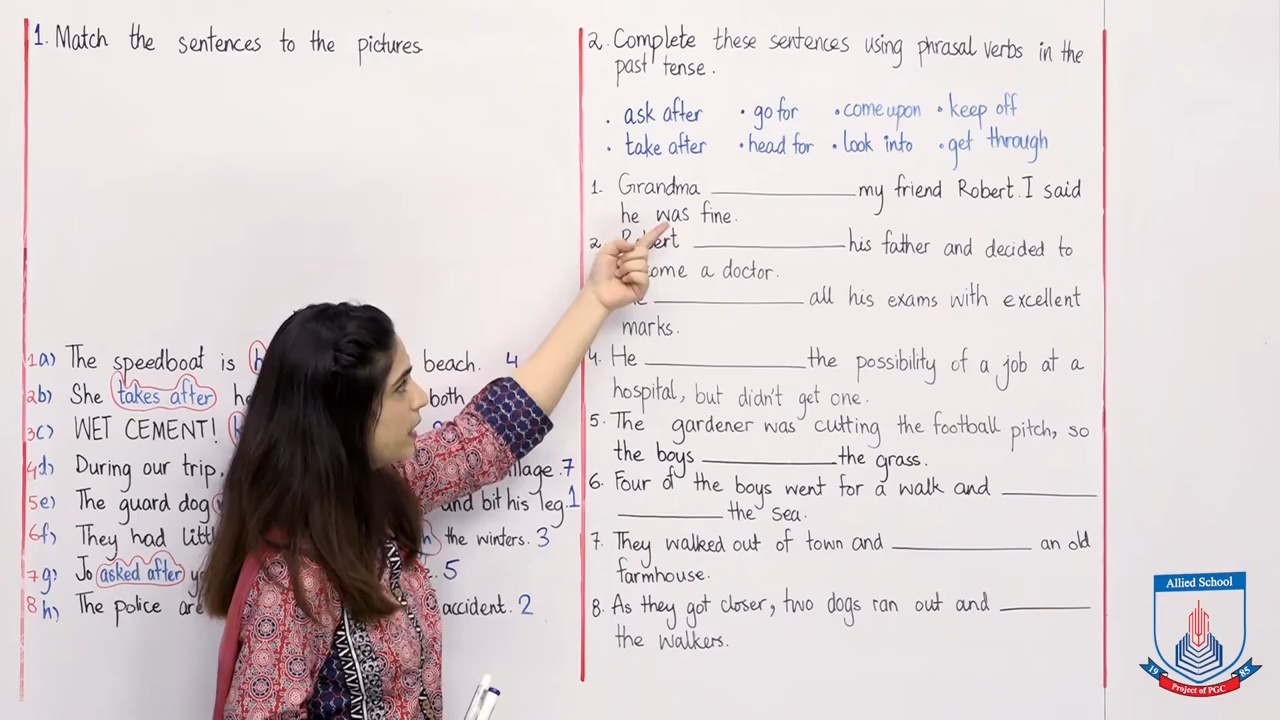 1. Match the sentences to the pictures
1a) The speedboat is beach. 4
2b) She takes after both
3c) WET CEMENT!
4d) During our trip, 7
5e) The guard dog and bit his leg. 1
6f) They had the winters. 3
7g) Jo asked after 5
8h) The police are accident. 2
2. Complete these sentences using phrasal verbs in the
past tense.
• ask after • go for • come upon • keep off
• take after • head for • look into • get through
1. Grandma ____________ my friend Robert. I said
he was fine.
2. ____________ his father and decided to
a doctor.
____________ all his exams with excellent
marks.
4. He ____________ the possibility of a job at a
hospital, but didn't get one.
5. The gardener was cutting the football pitch, so
the boys ____________ the grass.
6. Four of the boys went for a walk and ____________
____________ the sea.
7. They walked out of town and ____________ an old
farmhouse.
8. As they got closer, two dogs ran out and ____________
the walkers.
Allied School
19 85
Project of PGC